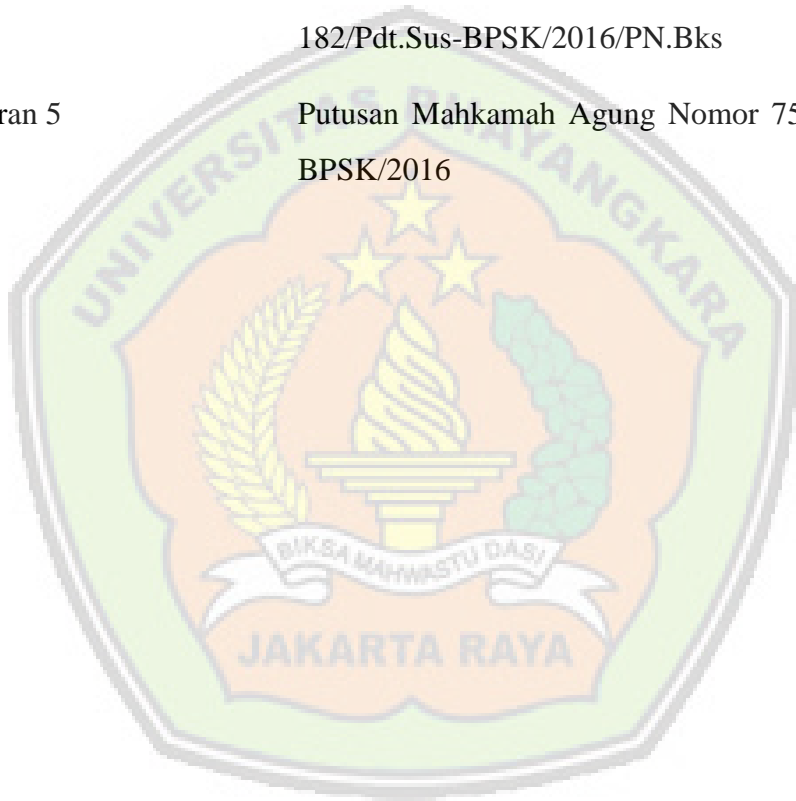 182/Pdt.Sus-BPSK/2016/PN.Bks
ran 5 Putusan Mahkamah Agung Nomor 75
BPSK/2016
UNIVERSITAS BHAYANGKARA
BIKSA MAHWASTU DASI
JAKARTA RAYA